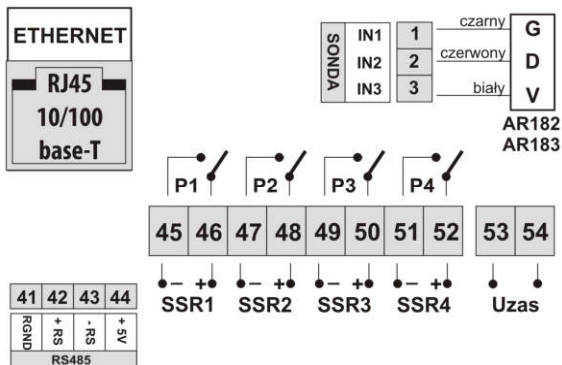 ETHERNET
RJ45
10/100
base-T
SONDA
IN1 1 czarny G
IN2 2 czerwony D
IN3 3 biały V
AR182
AR183
P1 P2 P3 P4
45 46 47 48 49 50 51 52 53 54
− + − + − + − +
SSR1 SSR2 SSR3 SSR4 Uzas
41 42 43 44
RGND + RS - RS + 5V
RS485